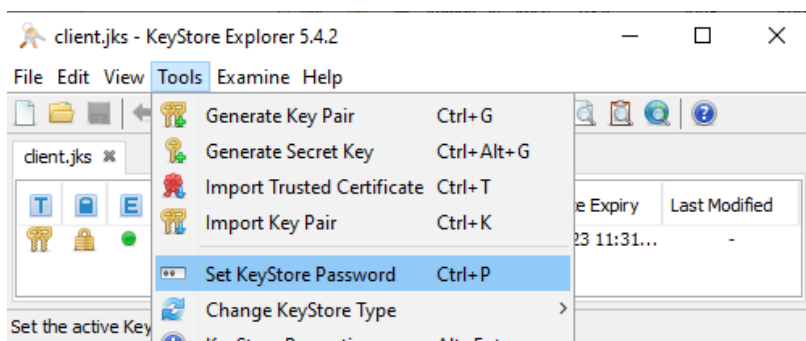 client.jks - KeyStore Explorer 5.4.2
File Edit View Tools Examine Help
Generate Key Pair Ctrl+G
client.jks
Generate Secret Key Ctrl+Alt+G
Import Trusted Certificate Ctrl+T
T E
e Expiry Last Modified
Import Key Pair Ctrl+K
23 11:31... -
Set KeyStore Password Ctrl+P
Change KeyStore Type
Set the active Key